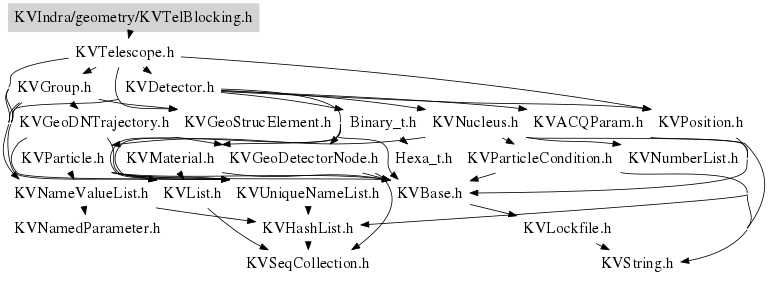 KVIndra/geometry/KVTelBlocking.h
KVTelescope.h
KVGroup.h KVDetector.h
KVGeoDNTrajectory.h KVGeoStrucElement.h Binary_t.h KVNucleus.h KVACQParam.h KVPosition.h
KVParticle.h KVMaterial.h KVGeoDetectorNode.h Hexa_t.h KVParticleCondition.h KVNumberList.h
KVNameValueList.h KVList.h KVUniqueNameList.h KVBase.h
KVNamedParameter.h KVHashList.h KVLockfile.h
KVSeqCollection.h KVString.h